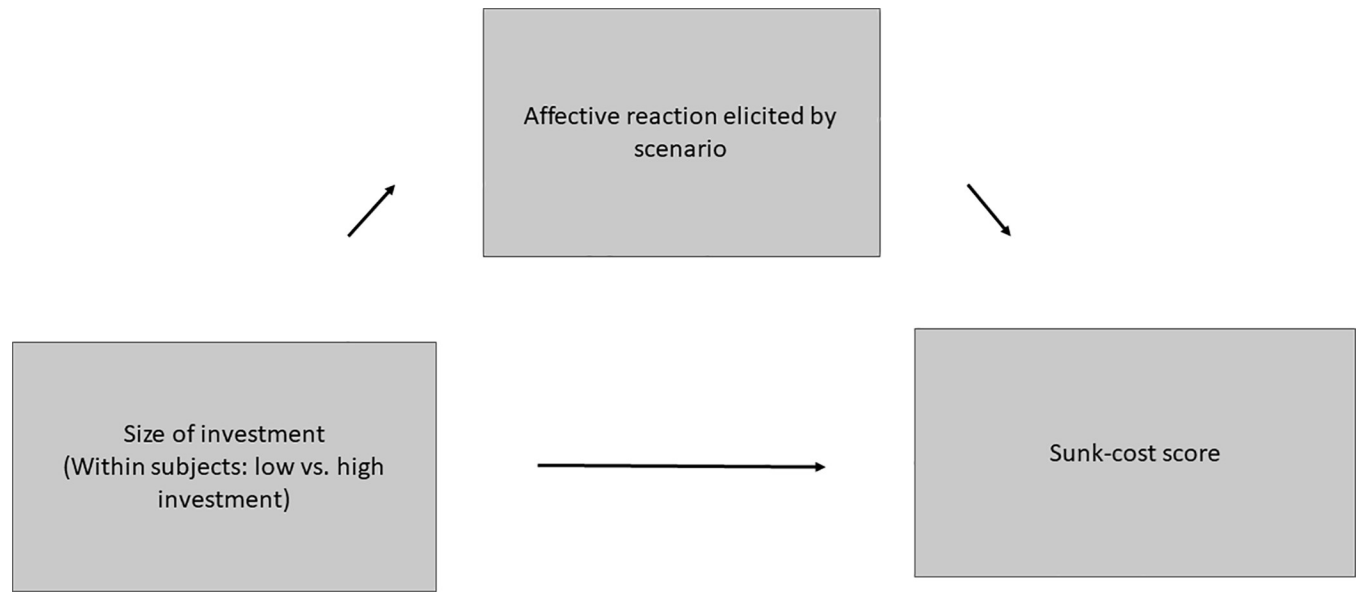 Affective reaction elicited by
scenario
Size of investment
(Within subjects: low vs. high
investment)
Sunk-cost score